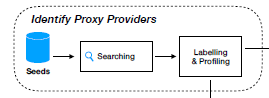 Identify Proxy Providers
Seeds
Searching
Labelling
& Profiling